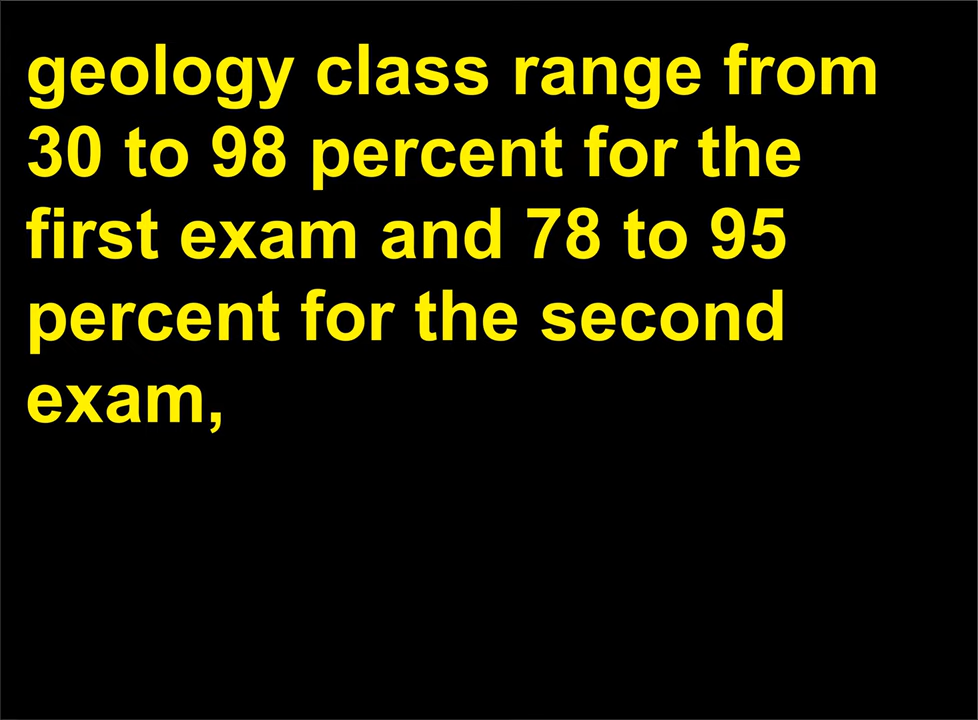 geology class range from
30 to 98 percent for the
first exam and 78 to 95
percent for the second
exam,